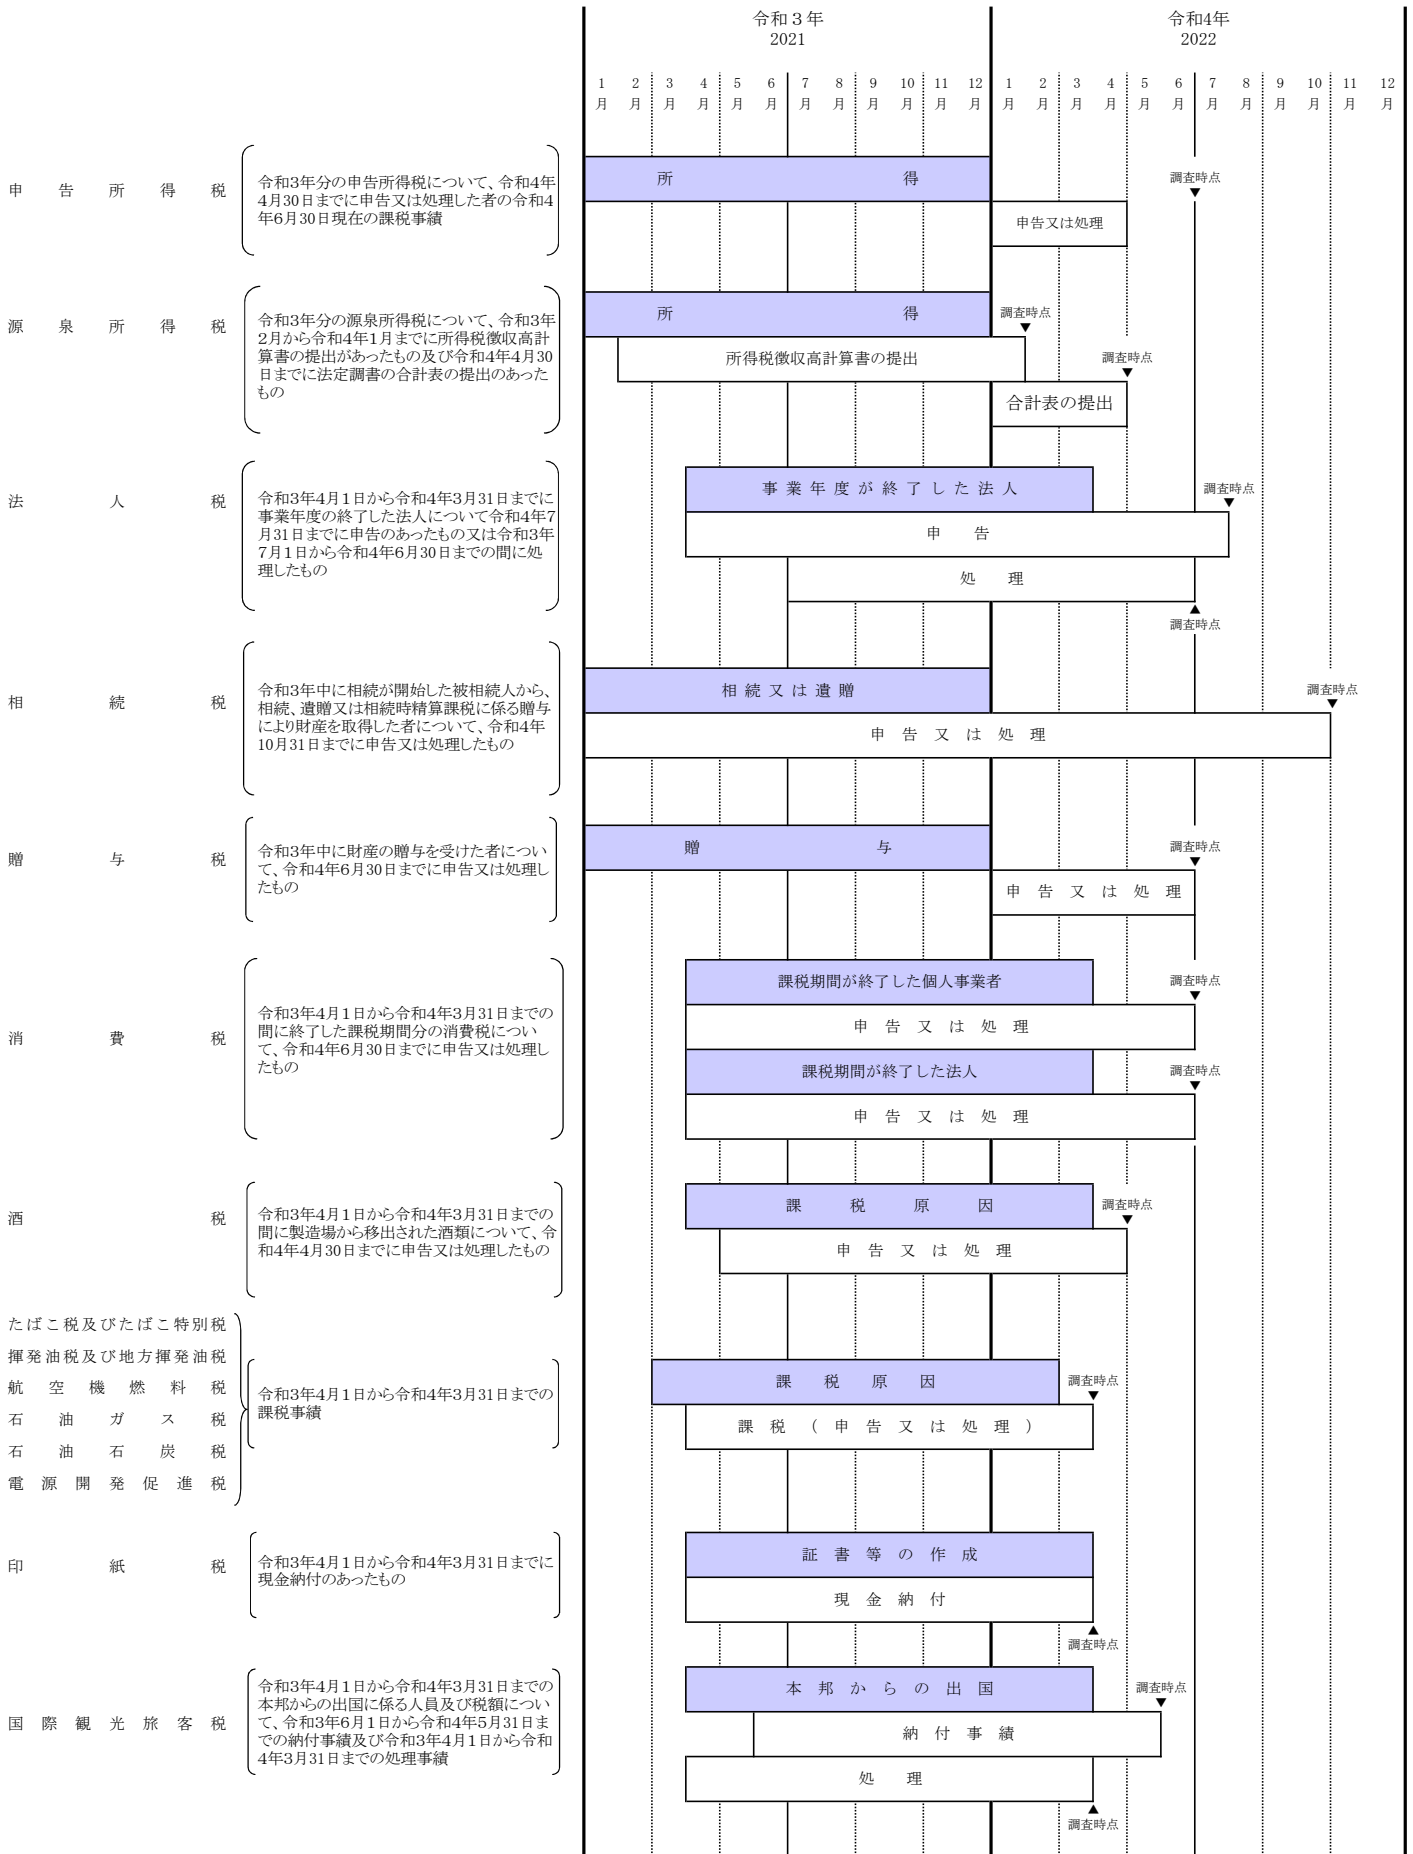 令和３年
2021
令和4年
2022
1 2 3 4 5 6 7 8 9 10 11 12 1 2 3 4 5 6 7 8 9 10 11 12
月 月 月 月 月 月 月 月 月 月 月 月 月 月 月 月 月 月 月 月 月 月 月 月
申告所得税
令和3年分の申告所得税について、令和4年
4月30日までに申告又は処理した者の令和4
年6月30日現在の課税事績
所得
調査時点
▼
申告又は処理
源泉所得税
令和3年分の源泉所得税について、令和3年
2月から令和4年1月までに所得税徴収高計
算書の提出があったもの及び令和4年4月30
日までに法定調書の合計表の提出のあった
もの
所得
調査時点
▼
所得税徴収高計算書の提出
調査時点
▼
合計表の提出
法人税
令和3年4月1日から令和4年3月31日までに
事業年度の終了した法人について令和4年7
月31日までに申告のあったもの又は令和3年
7月1日から令和4年6月30日までの間に処
理したもの
事業年度が終了した法人
調査時点
▼
申告
処理
▲
調査時点
相続税
令和3年中に相続が開始した被相続人から、
相続、遺贈又は相続時精算課税に係る贈与
により財産を取得した者について、令和4年
10月31日までに申告又は処理したもの
相続又は遺贈
調査時点
▼
申告又は処理
贈与税
令和3年中に財産の贈与を受けた者につい
て、令和4年6月30日までに申告又は処理し
たもの
贈与
調査時点
▼
申告又は処理
消費税
令和3年4月1日から令和4年3月31日までの
間に終了した課税期間分の消費税につい
て、令和4年6月30日までに申告又は処理し
たもの
課税期間が終了した個人事業者
調査時点
▼
申告又は処理
課税期間が終了した法人
調査時点
▼
申告又は処理
酒税
令和3年4月1日から令和4年3月31日までの
間に製造場から移出された酒類について、令
和4年4月30日までに申告又は処理したもの
課税原因
調査時点
▼
申告又は処理
たばこ税及びたばこ特別税
揮発油税及び地方揮発油税
航空機燃料税
石油ガス税
石油石炭税
電源開発促進税
令和3年4月1日から令和4年3月31日までの
課税事績
課税原因
調査時点
▼
課税（申告又は処理）
印紙税
令和3年4月1日から令和4年3月31日までに
現金納付のあったもの
証書等の作成
現金納付
▲
調査時点
国際観光旅客税
令和3年4月1日から令和4年3月31日までの
本邦からの出国に係る人員及び税額につい
て、令和3年6月1日から令和4年5月31日ま
での納付事績及び令和3年4月1日から令和
4年3月31日までの処理事績
本邦からの出国
調査時点
▼
納付事績
処理
▲
調査時点